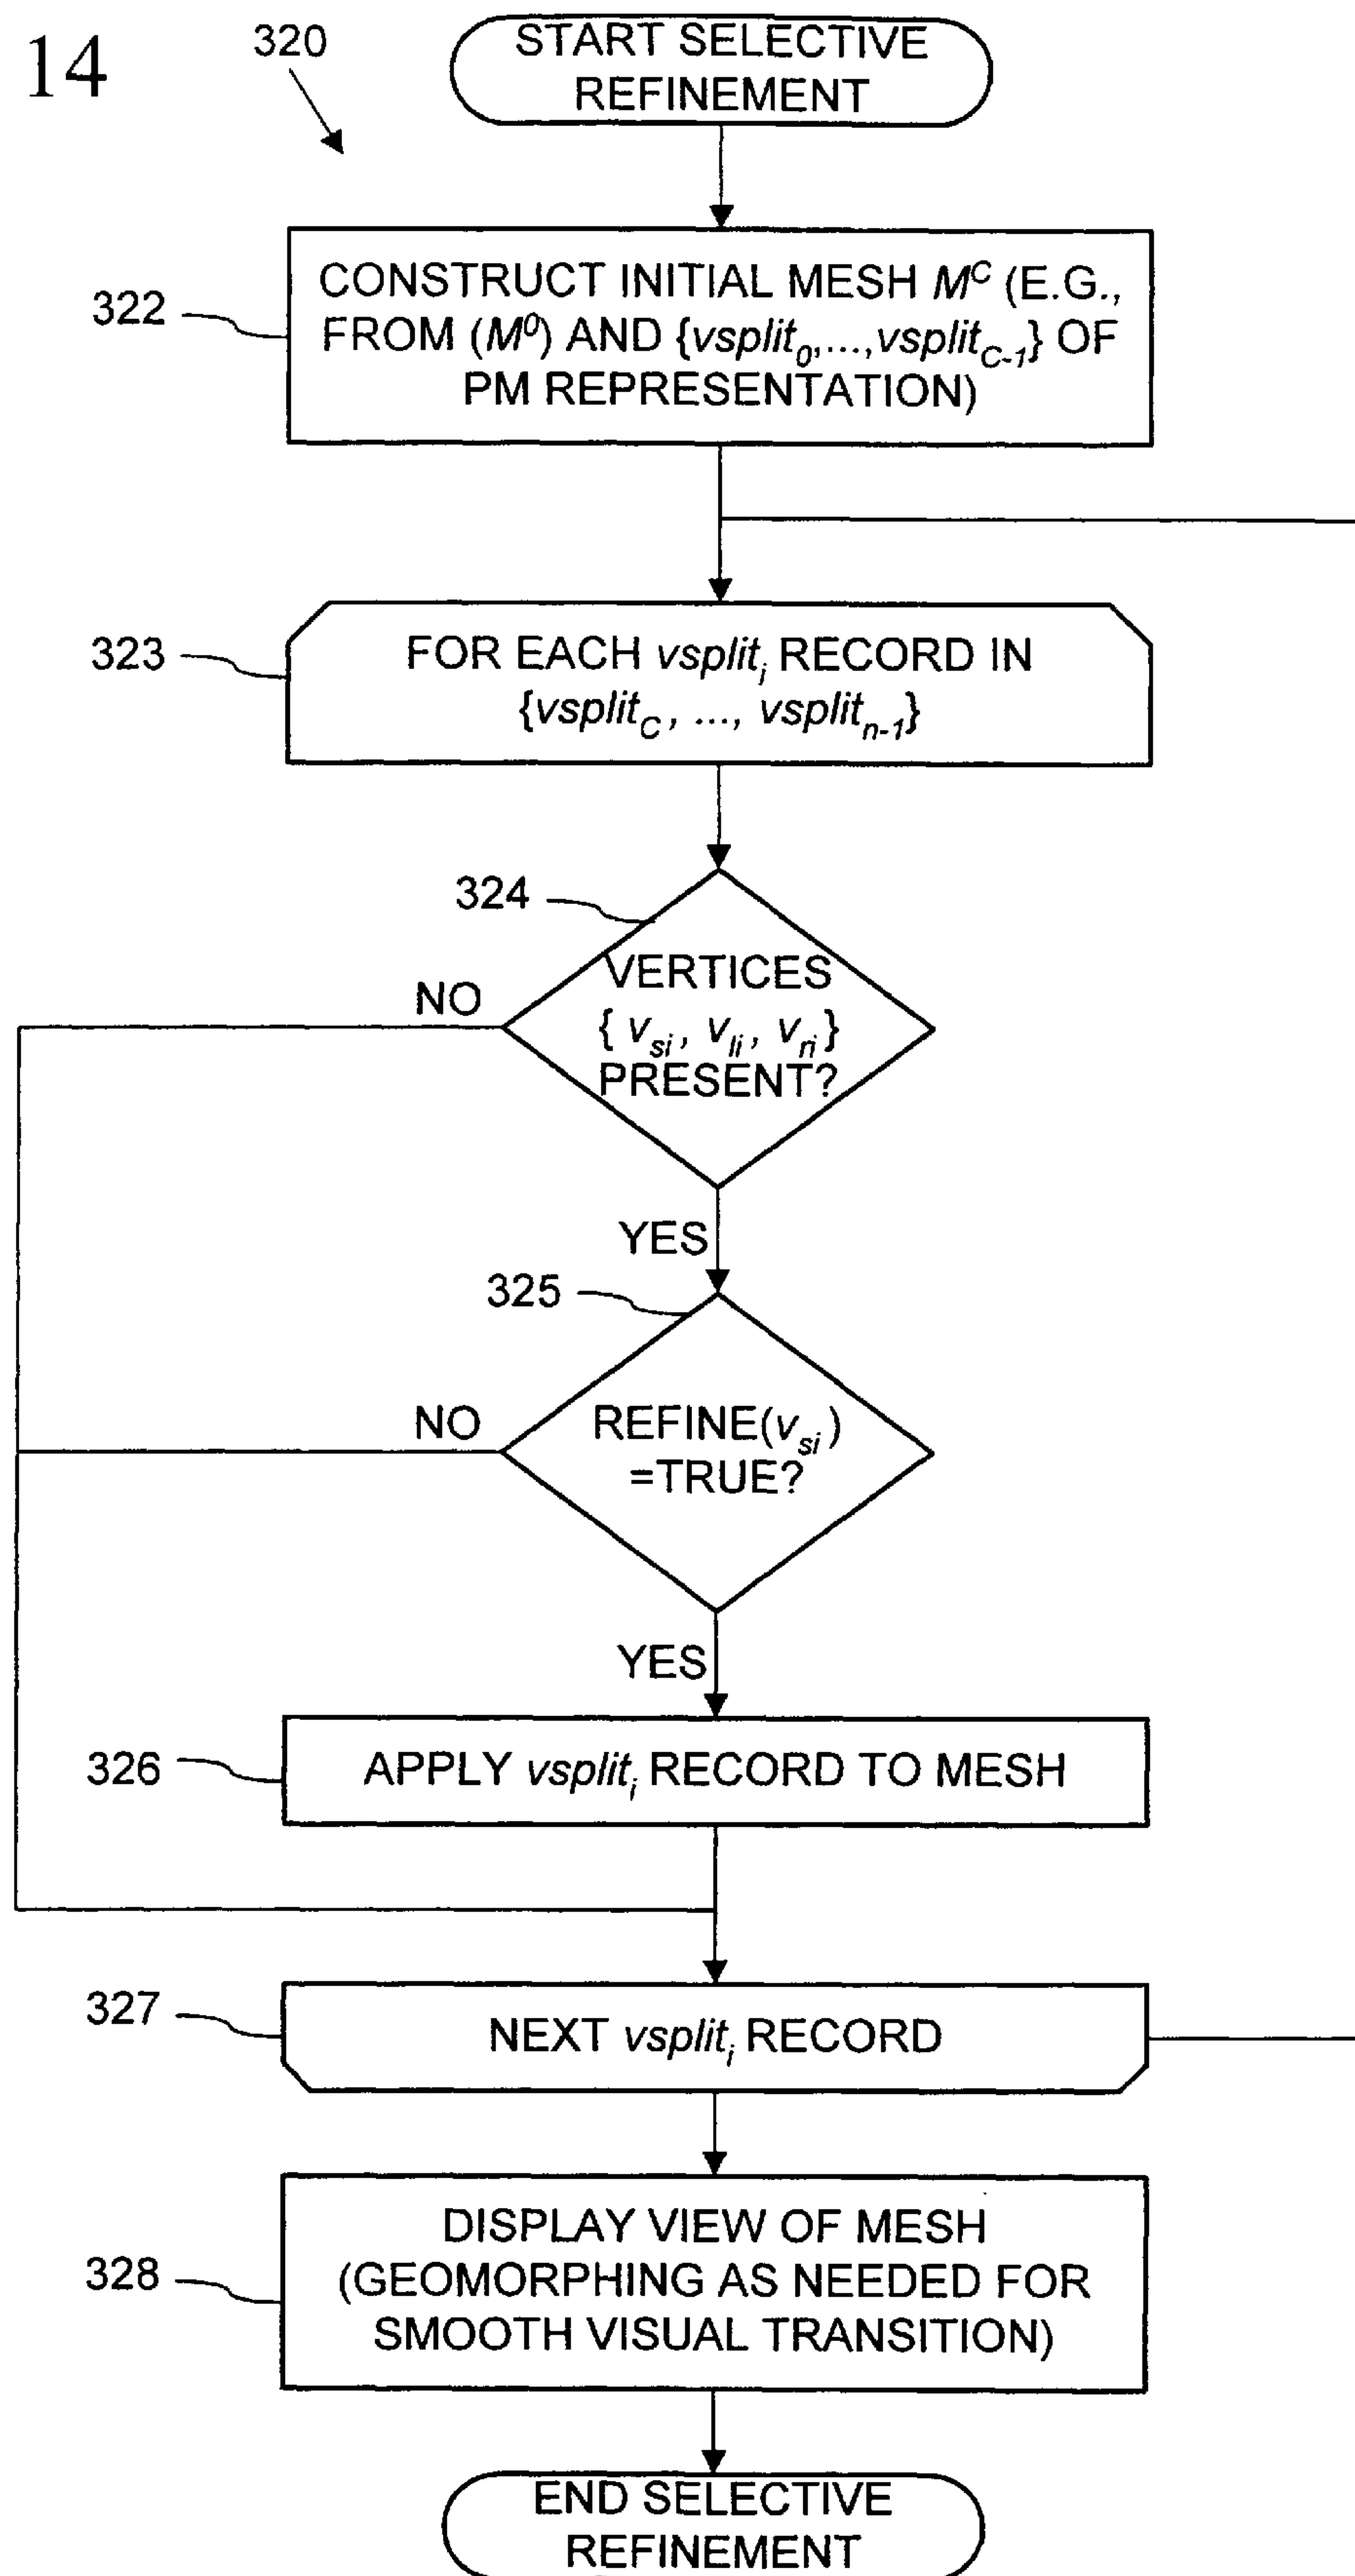 14
320
START SELECTIVE
REFINEMENT
322
CONSTRUCT INITIAL MESH M^C (E.G.,
FROM (M^0) AND {vsplit_0,...,vsplit_C-1} OF
PM REPRESENTATION)
323
FOR EACH vsplit_i RECORD IN
{vsplit_C, ..., vsplit_n-1}
324
NO
VERTICES
{ v_si, v_li, v_ri }
PRESENT?
YES
325
NO
REFINE(v_si)
=TRUE?
YES
326
APPLY vsplit_i RECORD TO MESH
327
NEXT vsplit_i RECORD
328
DISPLAY VIEW OF MESH
(GEOMORPHING AS NEEDED FOR
SMOOTH VISUAL TRANSITION)
END SELECTIVE
REFINEMENT